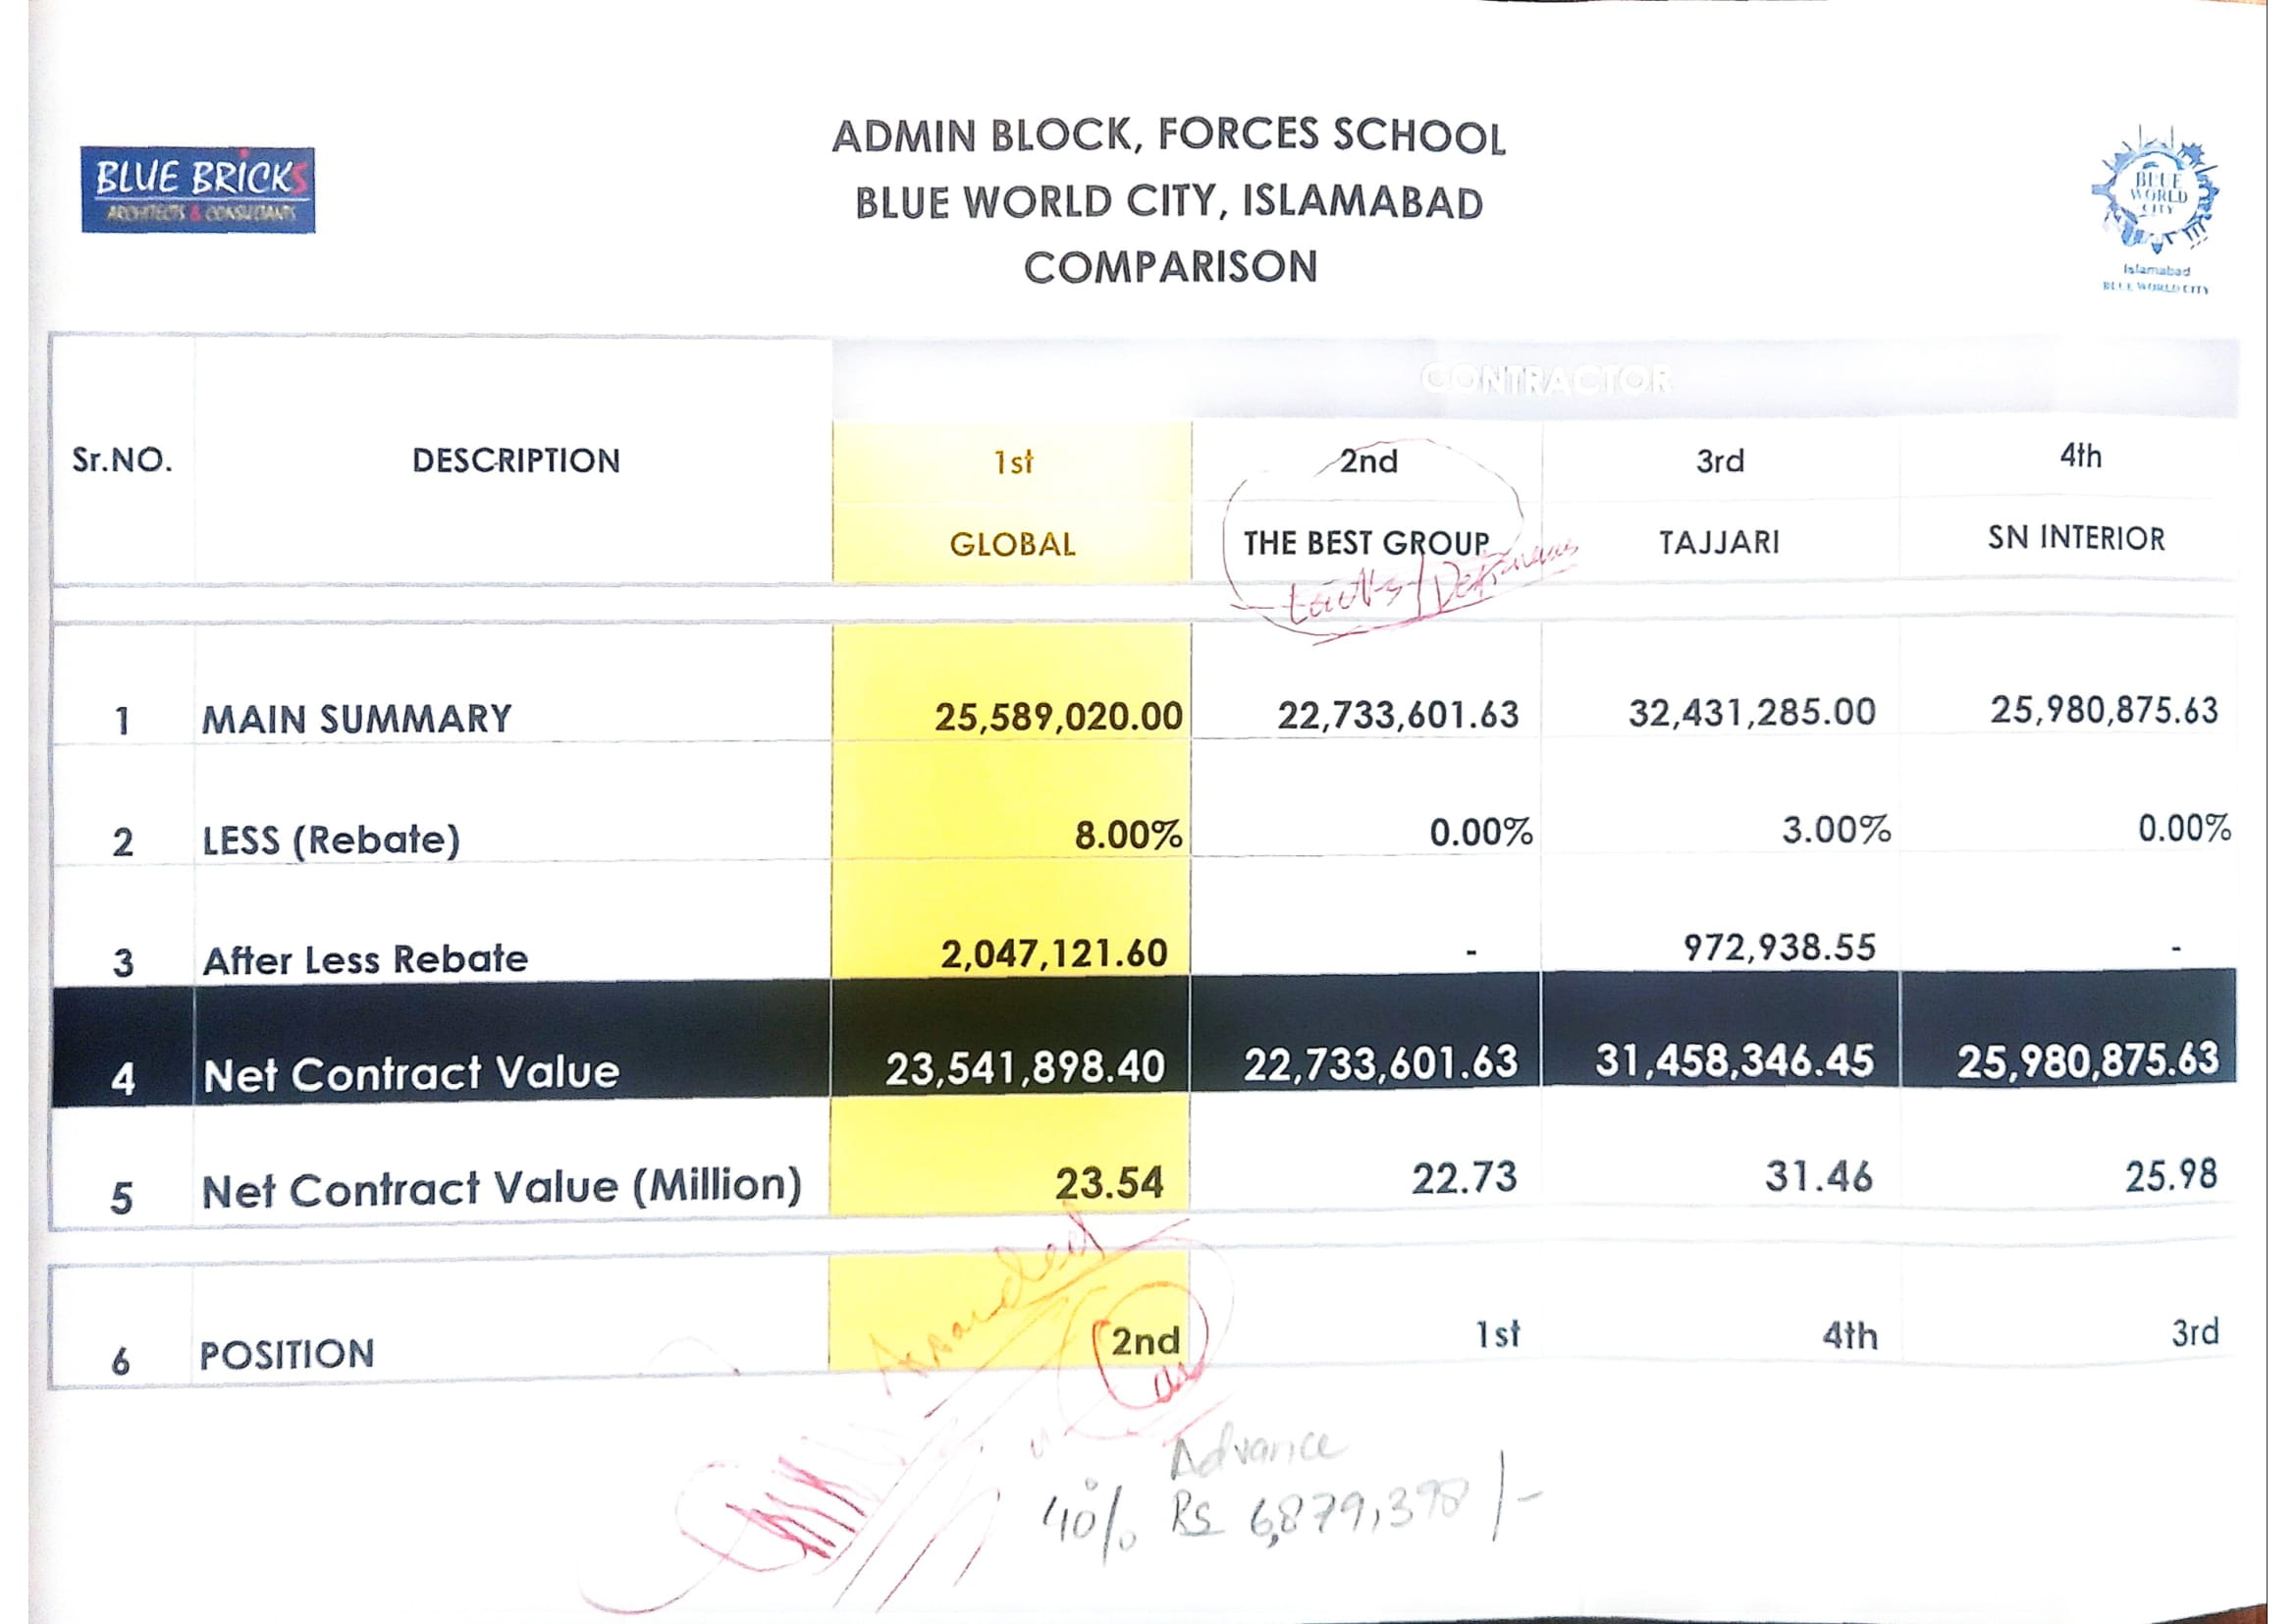 ADMIN BLOCK, FORCES SCHOOL
BLUE WORLD CITY, ISLAMABAD
COMPARISON
BLUE BRICKS
ARCHITECTS & CONSULTANTS
BLUE
WORLD
CITY
Islamabad
BLUE WORLD CITY
CONTRACTOR
Sr.NO. DESCRIPTION 1st 2nd 3rd 4th
GLOBAL THE BEST GROUP TAJJARI SN INTERIOR
1 MAIN SUMMARY 25,589,020.00 22,733,601.63 32,431,285.00 25,980,875.63
2 LESS (Rebate) 8.00% 0.00% 3.00% 0.00%
3 After Less Rebate 2,047,121.60 - 972,938.55 -
4 Net Contract Value 23,541,898.40 22,733,601.63 31,458,346.45 25,980,875.63
5 Net Contract Value (Million) 23.54 22.73 31.46 25.98
6 POSITION 2nd 1st 4th 3rd
Advance
40% Rs 6,879,398/-